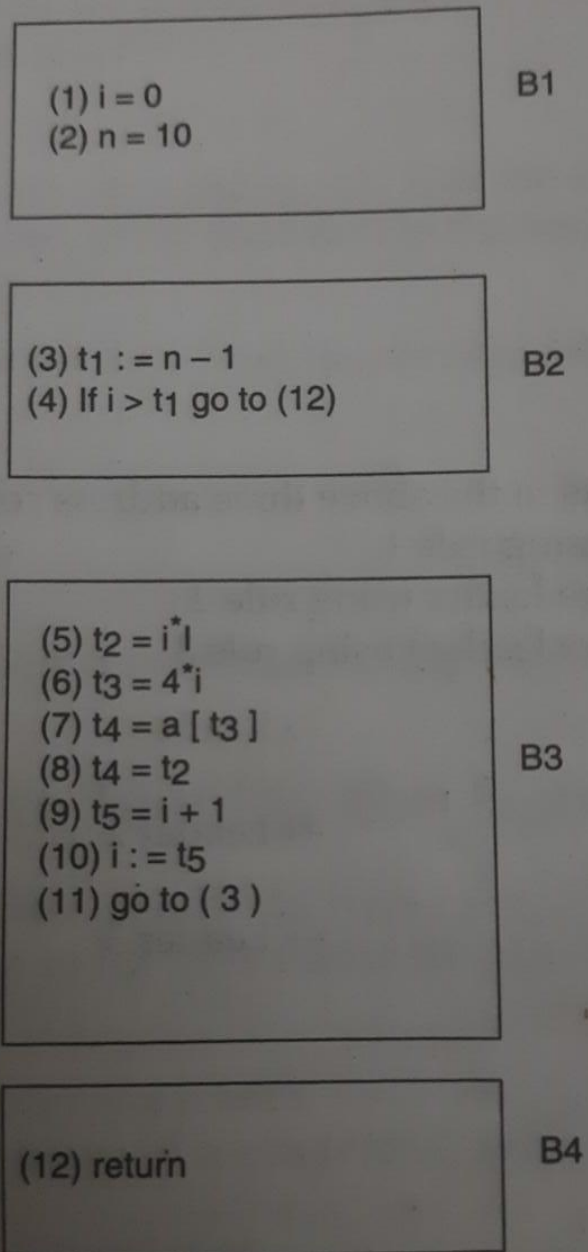 (1) i = 0
(2) n = 10
B1
(3) t1 : = n – 1
(4) If i > t1 go to (12)
B2
(5) t2 = i*I
(6) t3 = 4*i
(7) t4 = a [ t3 ]
(8) t4 = t2
(9) t5 = i + 1
(10) i : = t5
(11) go to ( 3 )
B3
(12) return
B4